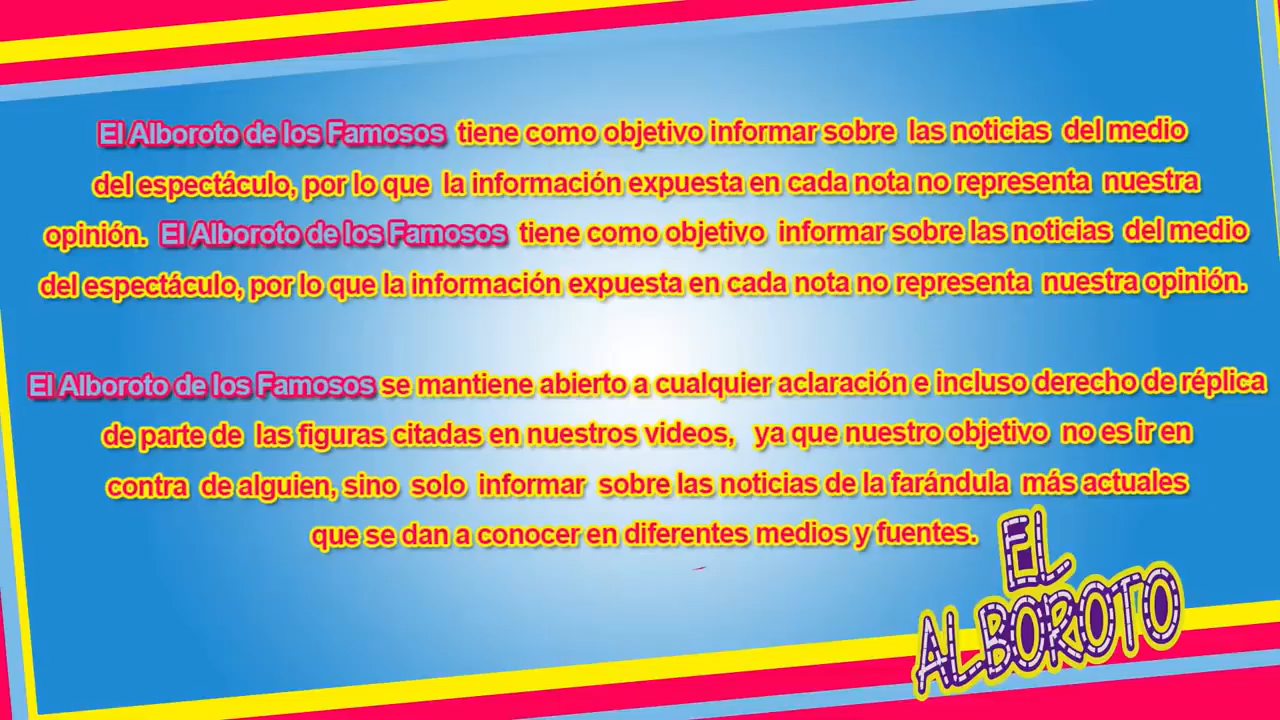 El Alboroto de los Famosos tiene como objetivo informar sobre las noticias del medio
del espectáculo, por lo que la información expuesta en cada nota no representa nuestra
opinión. El Alboroto de los Famosos tiene como objetivo informar sobre las noticias del medio
del espectáculo, por lo que la información expuesta en cada nota no representa nuestra opinión.
El Alboroto de los Famosos se mantiene abierto a cualquier aclaración e incluso derecho de réplica
de parte de las figuras citadas en nuestros videos, ya que nuestro objetivo no es ir en
contra de alguien, sino solo informar sobre las noticias de la farándula más actuales
que se dan a conocer en diferentes medios y fuentes.
EL
ALBOROTO